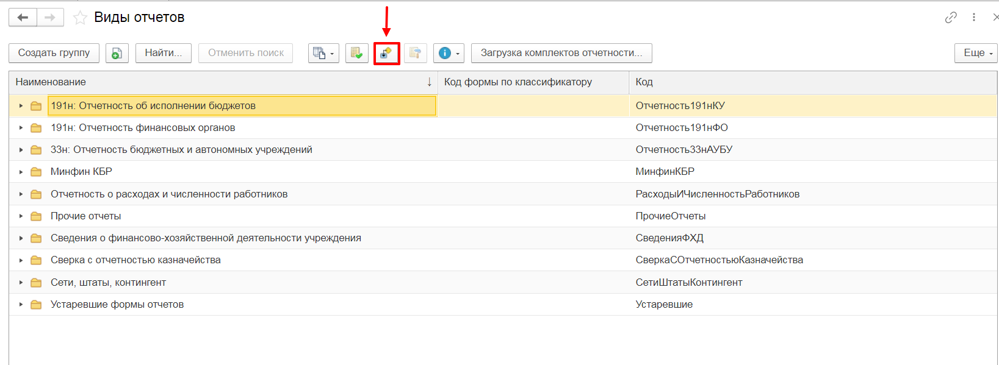 Виды отчетов
Создать группу Найти... Отменить поиск Загрузка комплектов отчетности... Еще
Наименование Код формы по классификатору Код
191н: Отчетность об исполнении бюджетов Отчетность191нКУ
191н: Отчетность финансовых органов Отчетность191нФО
33н: Отчетность бюджетных и автономных учреждений Отчетность33нАУБУ
Минфин КБР МинфинКБР
Отчетность о расходах и численности работников РасходыИЧисленностьРаботников
Прочие отчеты ПрочиеОтчеты
Сведения о финансово-хозяйственной деятельности учреждения СведенияФХД
Сверка с отчетностью казначейства СверкаСОтчетностьюКазначейства
Сети, штаты, контингент СетиШтатыКонтингент
Устаревшие формы отчетов Устаревшие